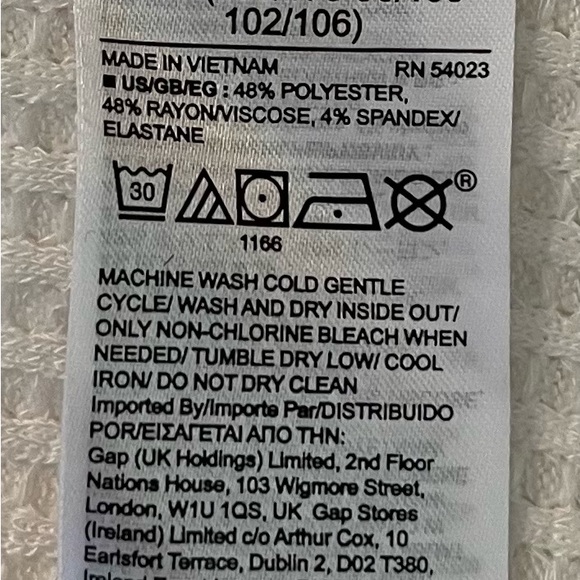 102/106)
MADE IN VIETNAM RN 54023
■ US/GB/EG : 48% POLYESTER,
48% RAYON/VISCOSE, 4% SPANDEX/
ELASTANE
30
®
1166
MACHINE WASH COLD GENTLE
CYCLE/ WASH AND DRY INSIDE OUT/
ONLY NON-CHLORINE BLEACH WHEN
NEEDED/ TUMBLE DRY LOW/ COOL
IRON/ DO NOT DRY CLEAN
Imported By/Importe Par/DISTRIBUIDO
POR/ΕΙΣΑΓΕΤΑΙ ΑΠΟ ΤΗΝ:
Gap (UK Holdings) Limited, 2nd Floor
Nations House, 103 Wigmore Street,
London, W1U 1QS, UK Gap Stores
(Ireland) Limited c/o Arthur Cox, 10
Earlsfort Terrace, Dublin 2, D02 T380,